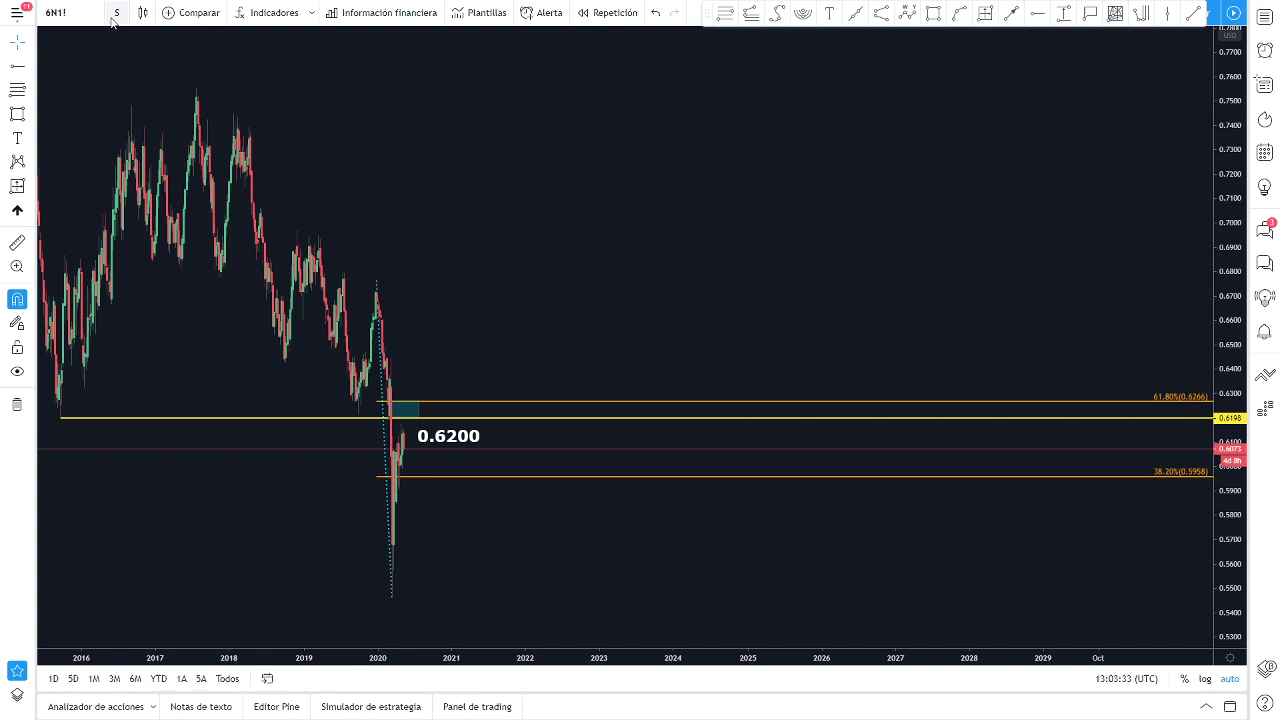 11
6N1!
S
Comparar
Indicadores
Información financiera
Plantillas
Alerta
Repetición
USD
0.7700
0.7600
0.7500
0.7400
0.7300
0.7200
0.7100
0.7000
0.6900
0.6800
0.6700
0.6600
0.6500
0.6400
0.6300
61.80%(0.6266)
0.6198
0.6200
0.6100
0.6073
4d 8h
38.20%(0.5958)
0.5900
0.5800
0.5700
0.5600
0.5500
0.5400
0.5300
3
2016
2017
2018
2019
2020
2021
2022
2023
2024
2025
2026
2027
2028
2029
Oct
1D
5D
1M
3M
6M
YTD
1A
5A
Todos
13:03:33 (UTC)
%
log
auto
Analizador de acciones
Notas de texto
Editor Pine
Simulador de estrategia
Panel de trading